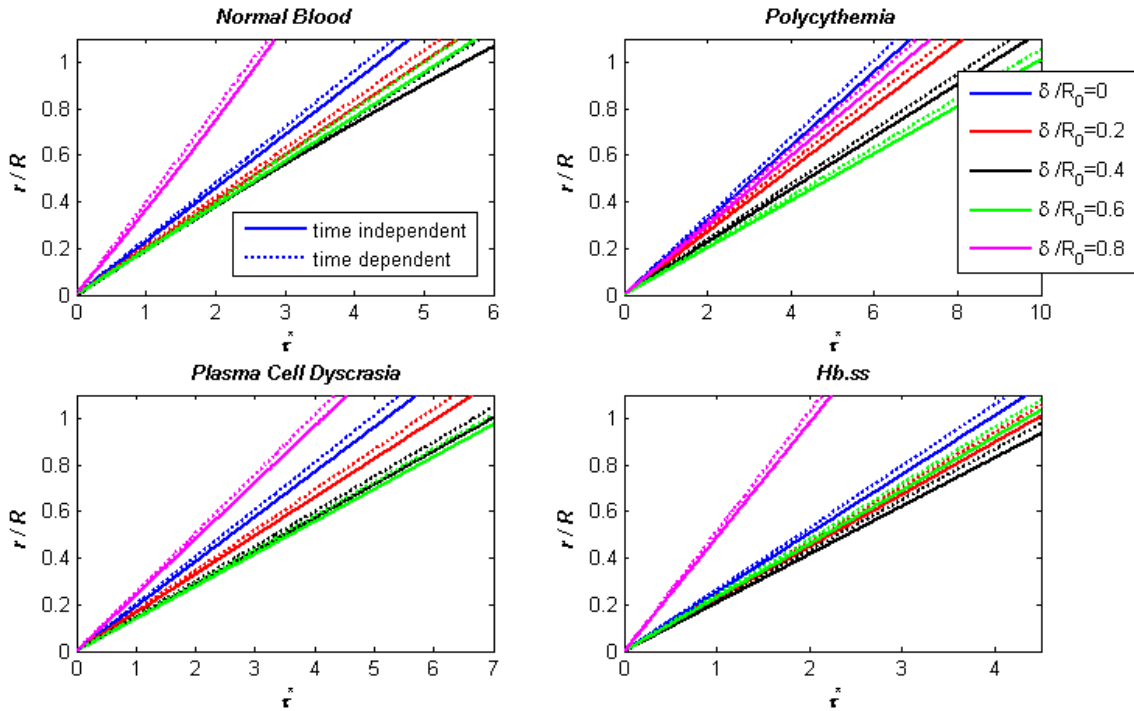 Normal Blood
1
0.8
0.6
0.4
0.2
0
r / R
0 1 2 3 4 5 6
τ*
time independent
time dependent
Polycythemia
1
0.8
0.6
0.4
0.2
0
r / R
0 2 4 6 8 10
τ*
δ /R0=0
δ /R0=0.2
δ /R0=0.4
δ /R0=0.6
δ /R0=0.8
Plasma Cell Dyscrasia
1
0.8
0.6
0.4
0.2
0
r / R
0 1 2 3 4 5 6 7
τ*
Hb.ss
1
0.8
0.6
0.4
0.2
0
r / R
0 1 2 3 4
τ*